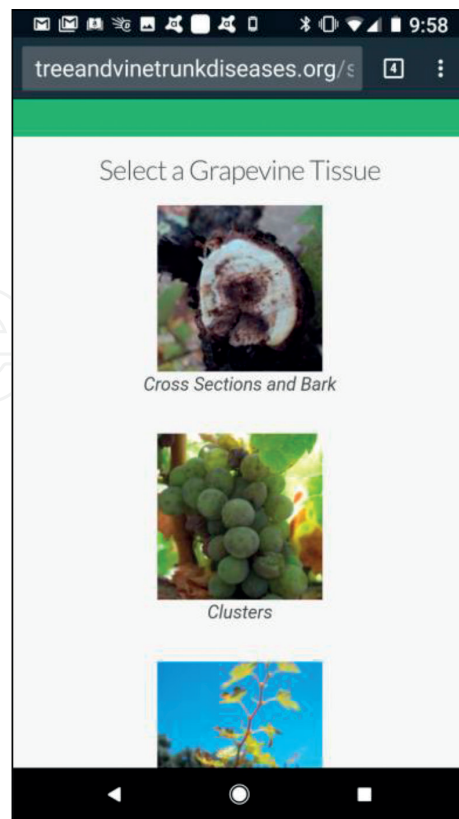 9:58
treeandvinetrunkdiseases.org/s
4
Select a Grapevine Tissue
Cross Sections and Bark
Clusters